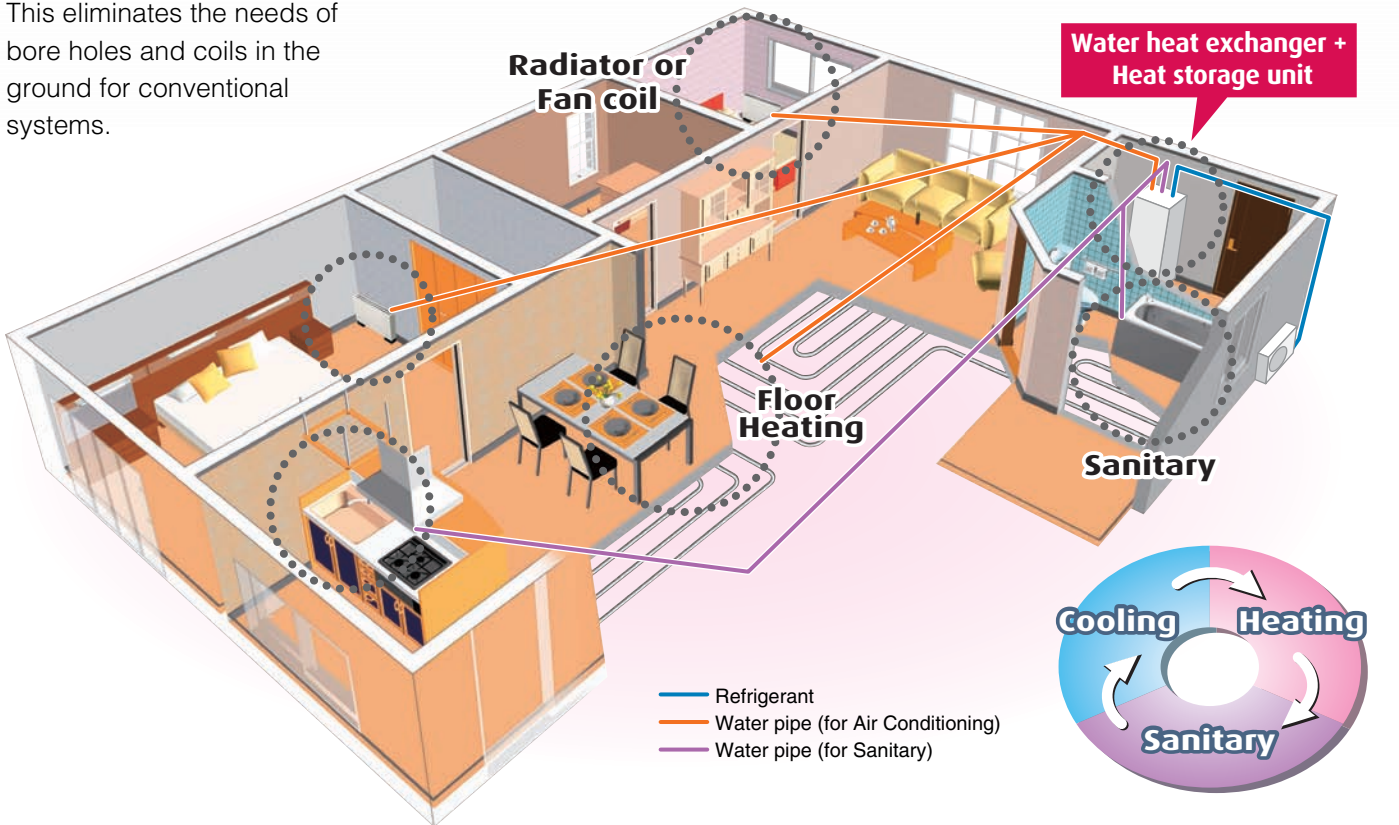 This eliminates the needs of
bore holes and coils in the
ground for conventional
systems.
Radiator or
Fan coil
Water heat exchanger +
Heat storage unit
Floor
Heating
Sanitary
Cooling
Heating
Sanitary
Refrigerant
Water pipe (for Air Conditioning)
Water pipe (for Sanitary)